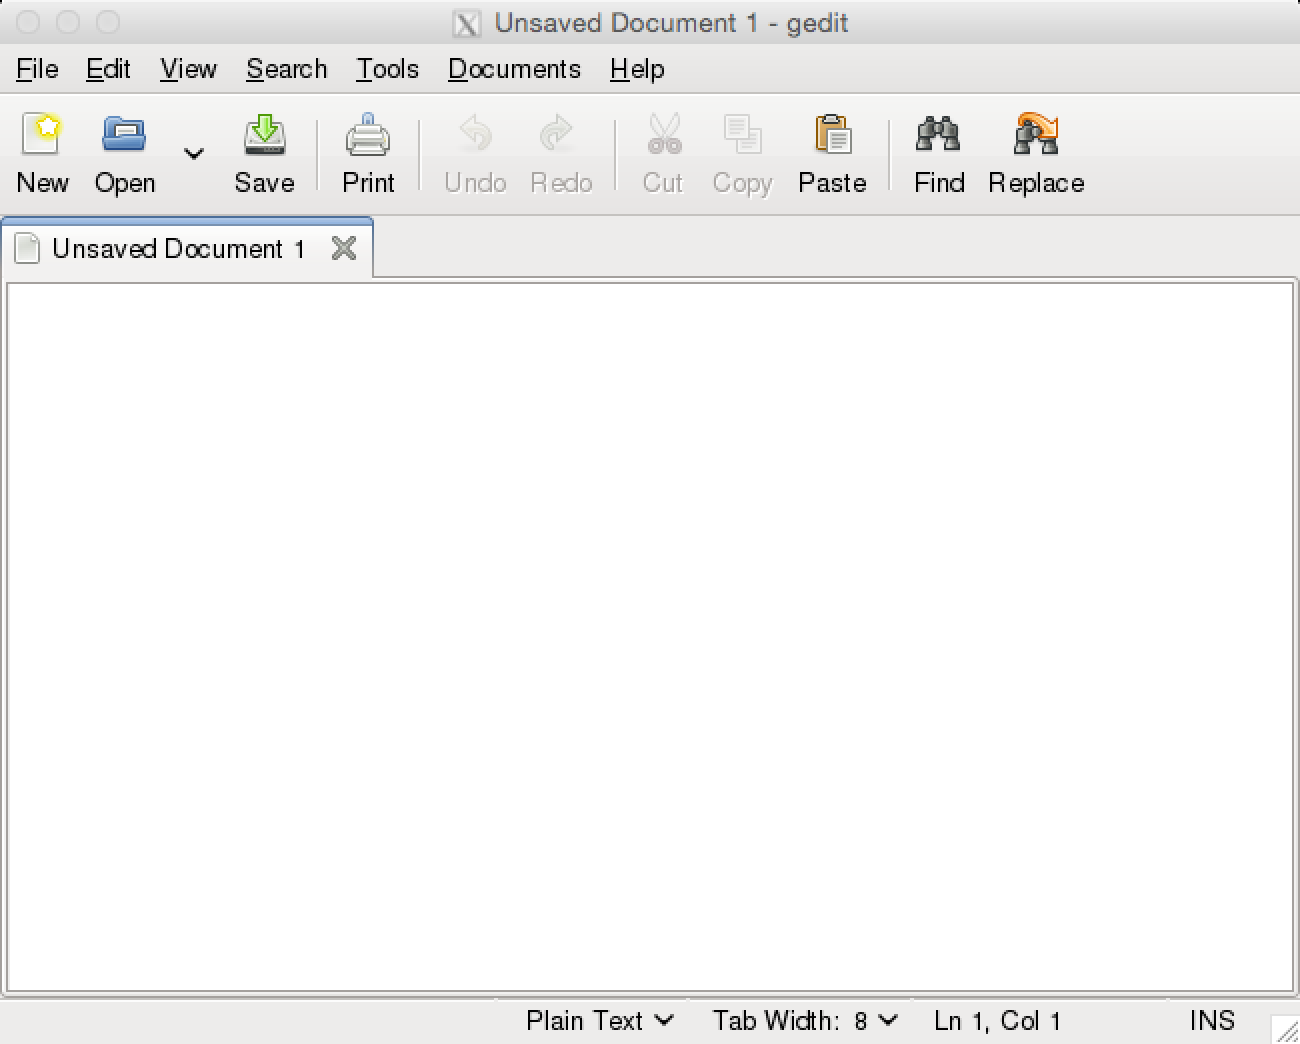 Unsaved Document 1 - gedit
File Edit View Search Tools Documents Help
New Open Save Print Undo Redo Cut Copy Paste Find Replace
Unsaved Document 1
Plain Text Tab Width: 8 Ln 1, Col 1 INS